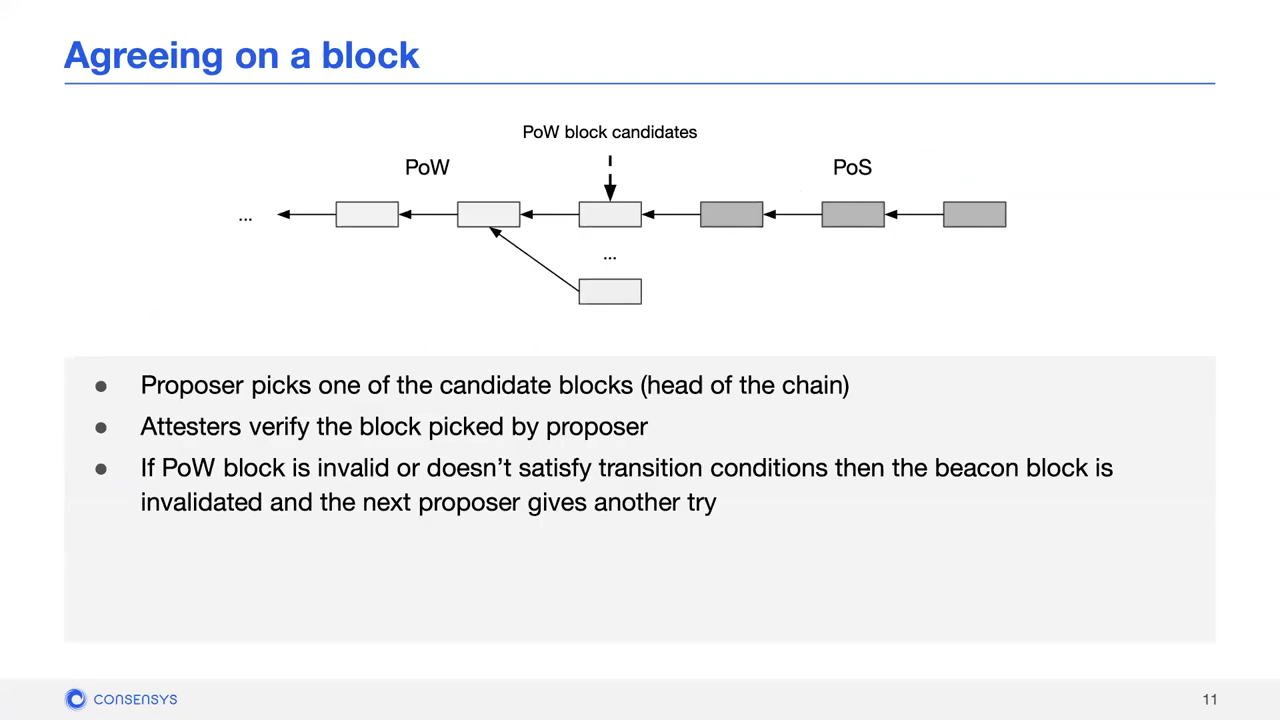 Agreeing on a block
PoW block candidates
PoW
PoS
...
...
● Proposer picks one of the candidate blocks (head of the chain)
● Attesters verify the block picked by proposer
● If PoW block is invalid or doesn’t satisfy transition conditions then the beacon block is
invalidated and the next proposer gives another try
CONSENSYS
11